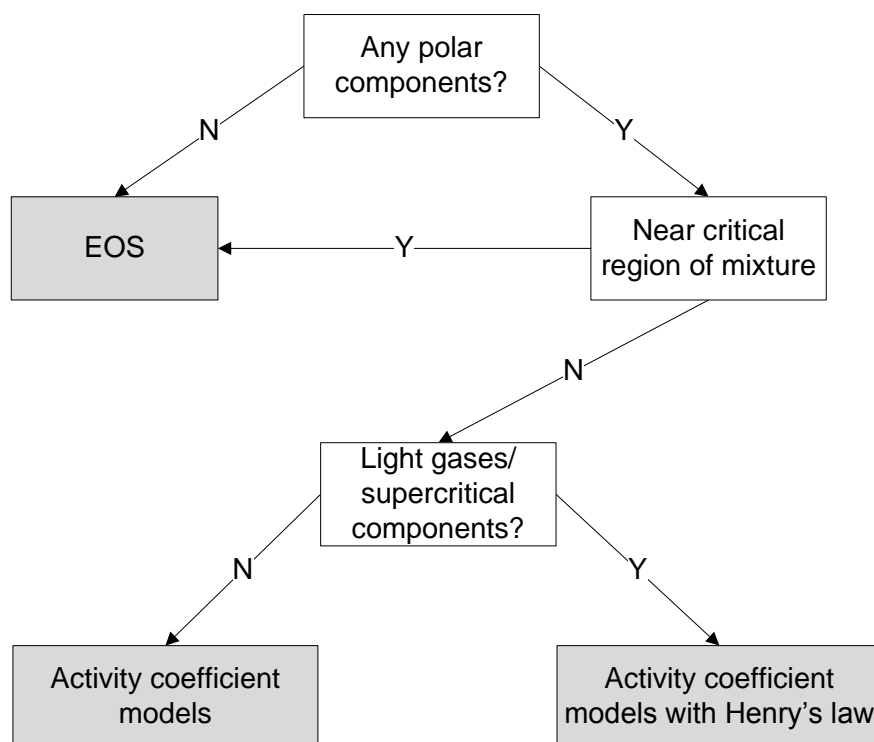 Any polar
components?
N
Y
EOS
Y
Near critical
region of mixture
N
Light gases/
supercritical
components?
N
Y
Activity coefficient
models
Activity coefficient
models with Henry’s law